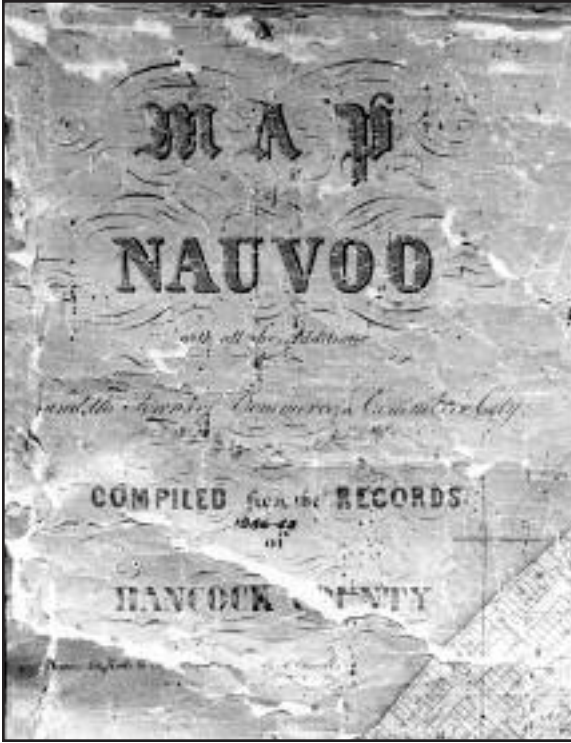 MAP
of
NAUVOO
with all the Additions
and the Towns of Commerce & Commerce City
COMPILED from the RECORDS
of
HANCOCK COUNTY